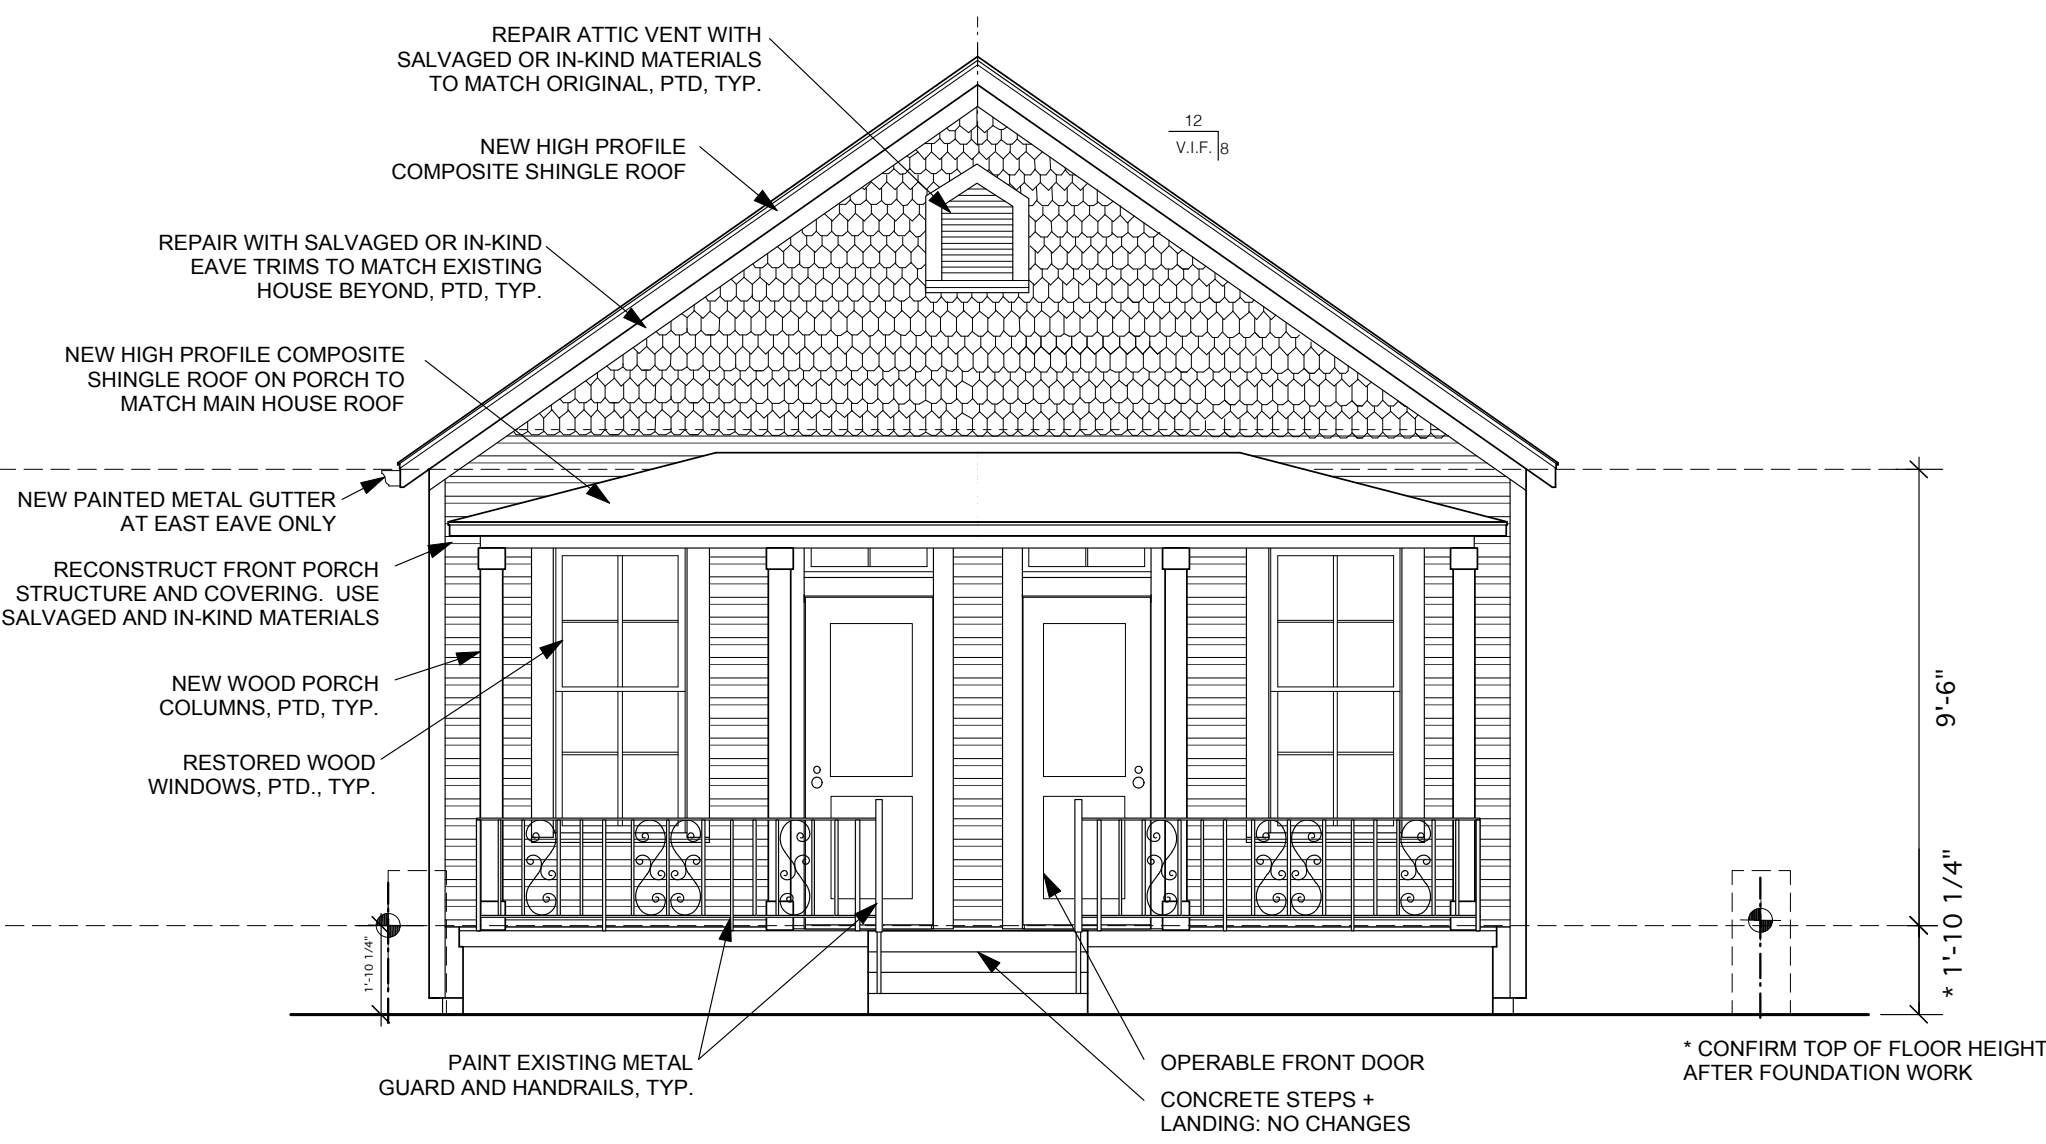 REPAIR ATTIC VENT WITH
SALVAGED OR IN-KIND MATERIALS
TO MATCH ORIGINAL, PTD, TYP.
12
V.I.F. 8
NEW HIGH PROFILE
COMPOSITE SHINGLE ROOF
REPAIR WITH SALVAGED OR IN-KIND
EAVE TRIMS TO MATCH EXISTING
HOUSE BEYOND, PTD, TYP.
NEW HIGH PROFILE COMPOSITE
SHINGLE ROOF ON PORCH TO
MATCH MAIN HOUSE ROOF
NEW PAINTED METAL GUTTER
AT EAST EAVE ONLY
RECONSTRUCT FRONT PORCH
STRUCTURE AND COVERING. USE
SALVAGED AND IN-KIND MATERIALS
NEW WOOD PORCH
COLUMNS, PTD, TYP.
RESTORED WOOD
WINDOWS, PTD., TYP.
9'-6"
1'-10 1/4"
* 1'-10 1/4"
PAINT EXISTING METAL
GUARD AND HANDRAILS, TYP.
OPERABLE FRONT DOOR
CONCRETE STEPS +
LANDING: NO CHANGES
* CONFIRM TOP OF FLOOR HEIGHT
AFTER FOUNDATION WORK